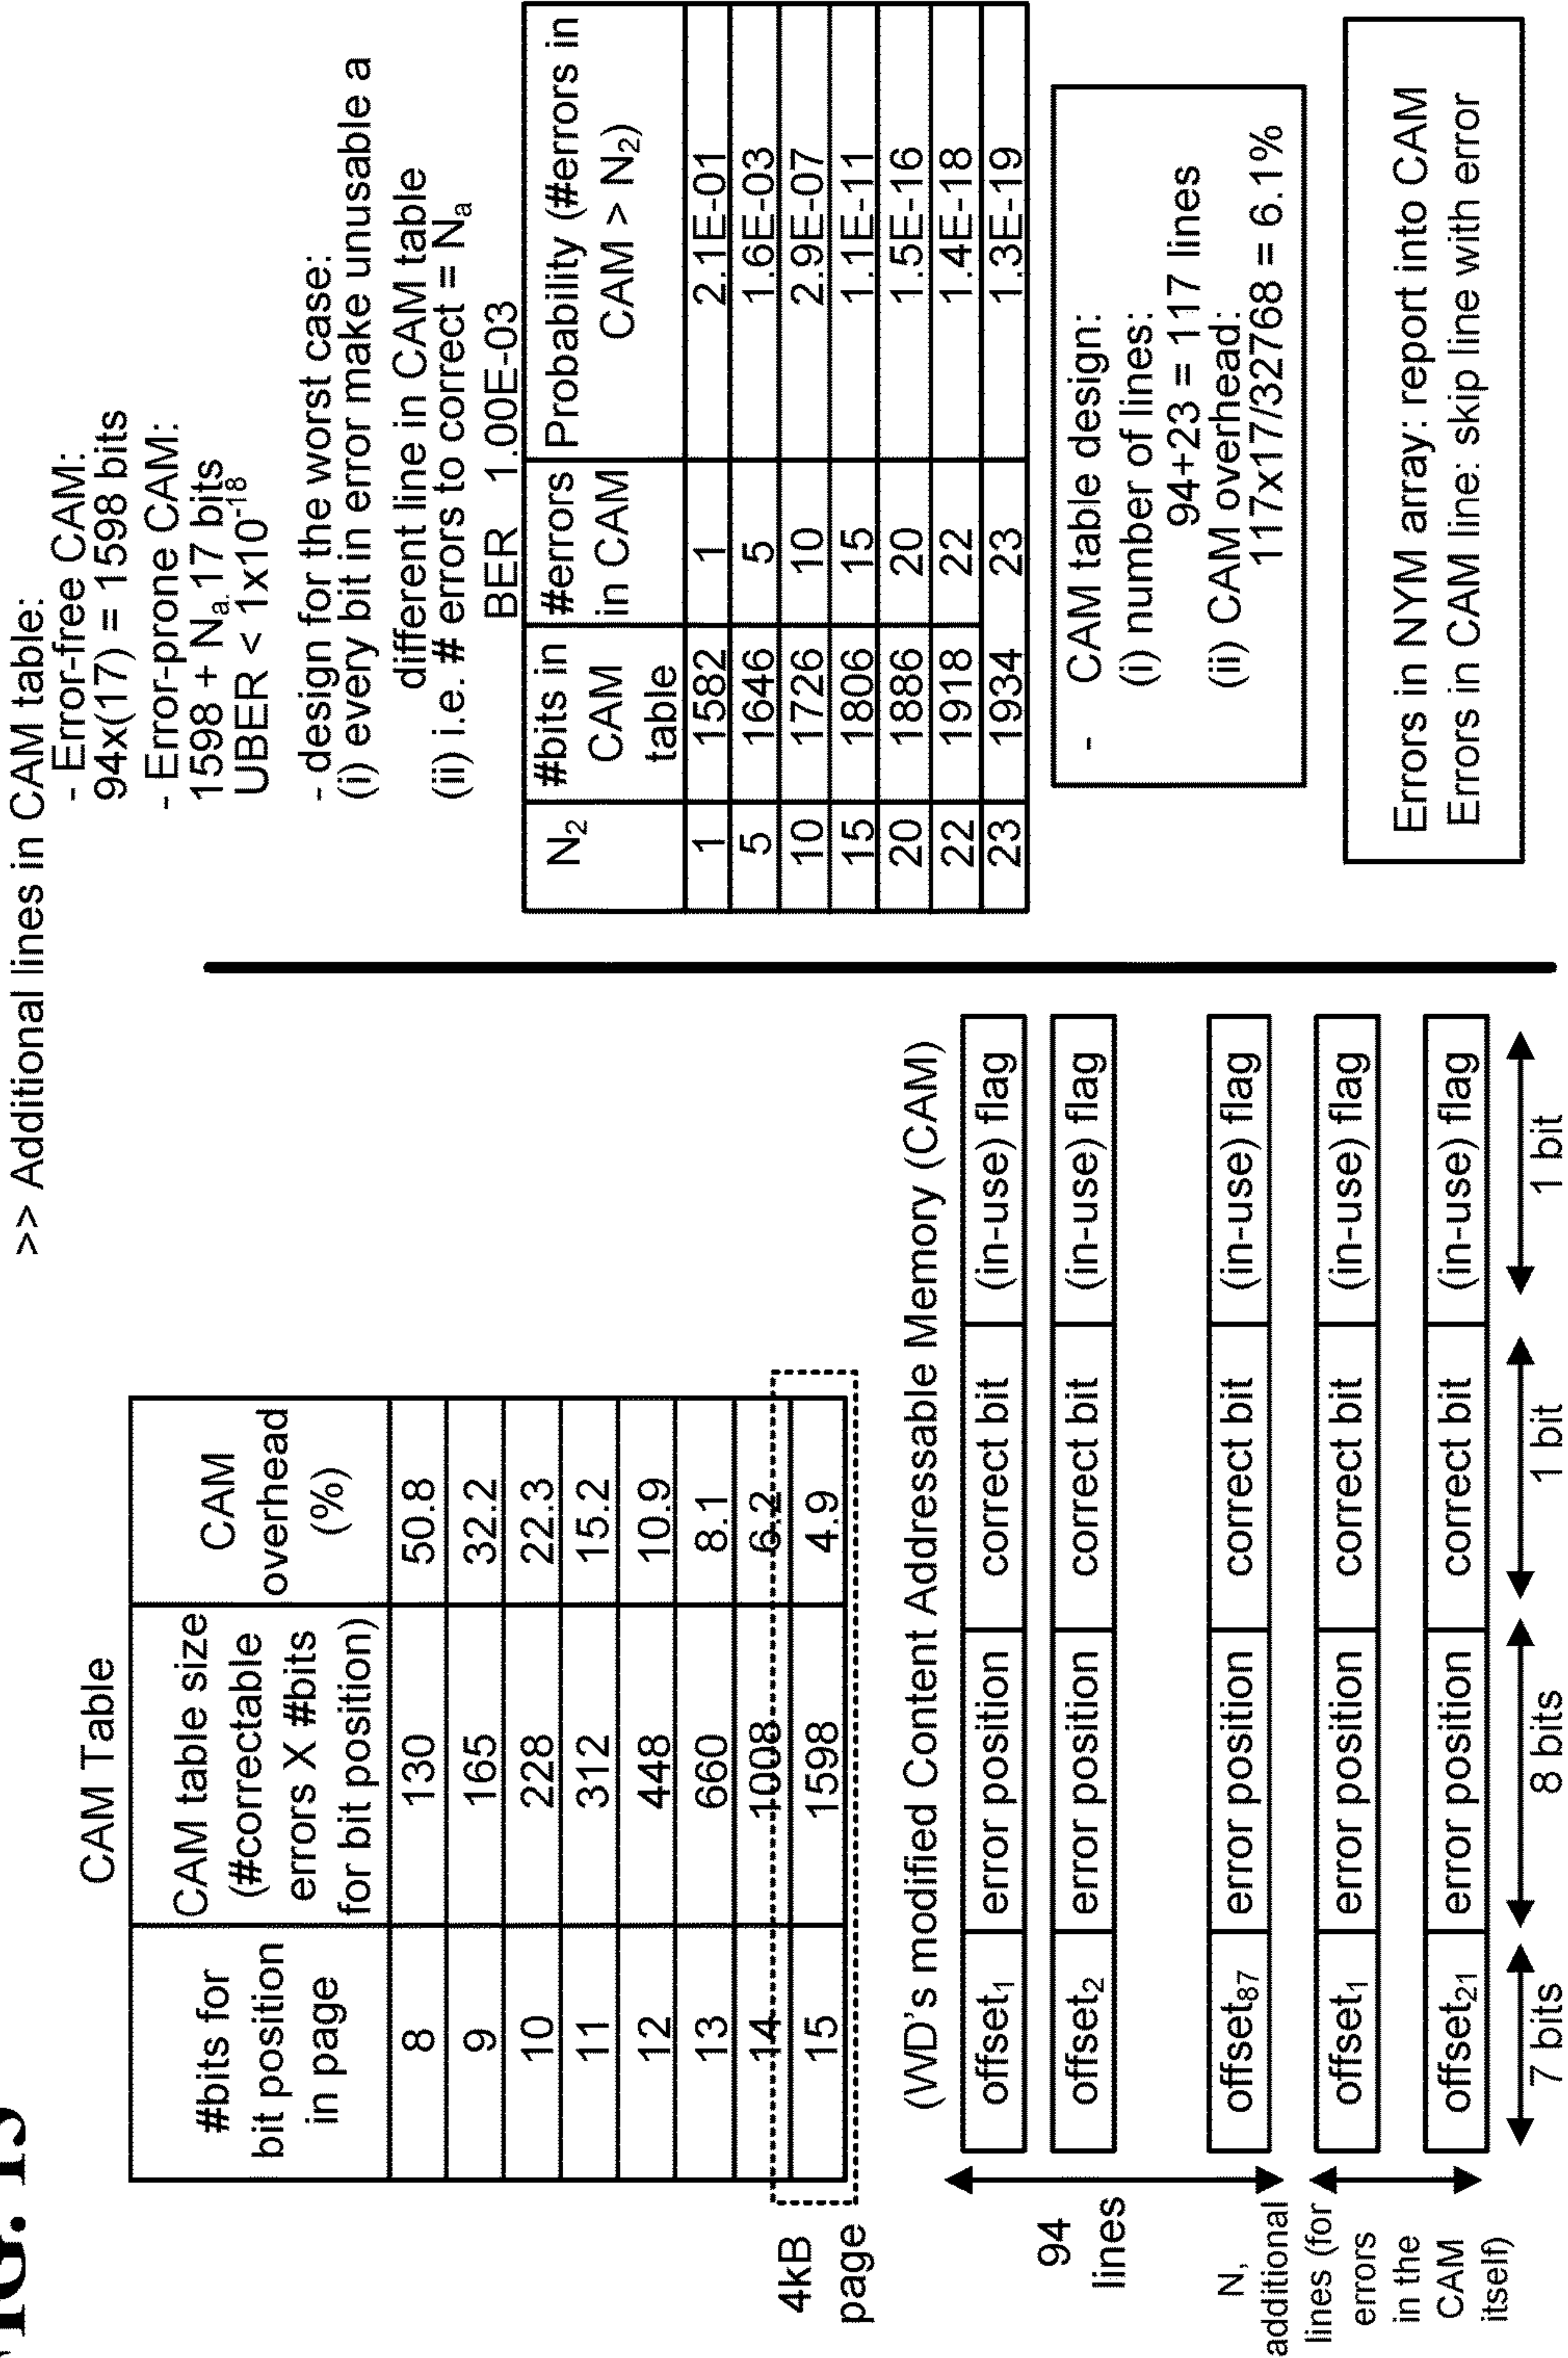 FIG. 15
CAM Table
#bits for bit position in page | CAM table size (#correctable errors X #bits for bit position) | CAM overhead (%)
8 | 130 | 50.8
9 | 165 | 32.2
10 | 228 | 22.3
11 | 312 | 15.2
12 | 448 | 10.9
13 | 660 | 8.1
14 | 1008 | 6.2
15 | 1598 | 4.9
4kB
page
(WD's modified Content Addressable Memory (CAM)
offset₁ | error position | correct bit | (in-use) flag
offset₂ | error position | correct bit | (in-use) flag
offset₈₇ | error position | correct bit | (in-use) flag
offset₁ | error position | correct bit | (in-use) flag
offset₂₁ | error position | correct bit | (in-use) flag
7 bits 8 bits 1 bit 1 bit
94
lines
N,
additional
lines (for
errors
in the
CAM
itself)
>> Additional lines in CAM table:
- Error-free CAM:
94x(17) = 1598 bits
- Error-prone CAM:
1598 + Nₐ.17 bits
UBER < 1x10⁻¹⁸
- design for the worst case:
(i) every bit in error make unusable a
different line in CAM table
(ii) i.e. # errors to correct = Nₐ
BER 1.00E-03
N₂ | #bits in CAM table | #errors in CAM | Probability (#errors in CAM > N₂)
1 | 1582 | 1 | 2.1E-01
5 | 1646 | 5 | 1.6E-03
10 | 1726 | 10 | 2.9E-07
15 | 1806 | 15 | 1.1E-11
20 | 1886 | 20 | 1.5E-16
22 | 1918 | 22 | 1.4E-18
23 | 1934 | 23 | 1.3E-19
- CAM table design:
(i) number of lines:
94+23 = 117 lines
(ii) CAM overhead:
117x17/32768 = 6.1%
Errors in NYM array: report into CAM
Errors in CAM line: skip line with error